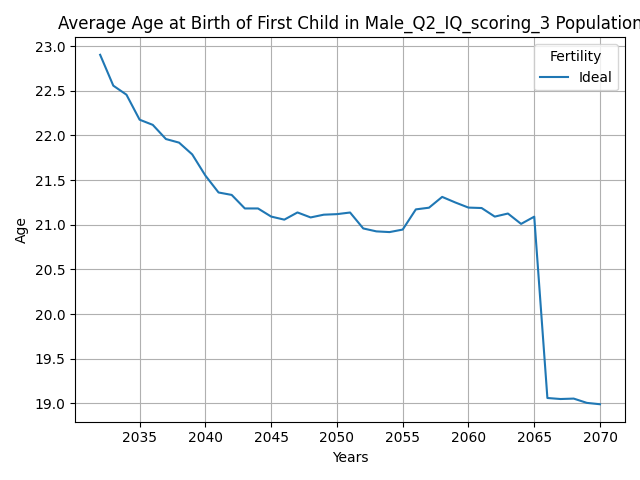 Average Age at Birth of First Child in Male_Q2_IQ_scoring_3 Population
Fertility
Ideal
23.0
22.5
22.0
21.5
21.0
20.5
20.0
19.5
19.0
Age
2035 2040 2045 2050 2055 2060 2065 2070
Years